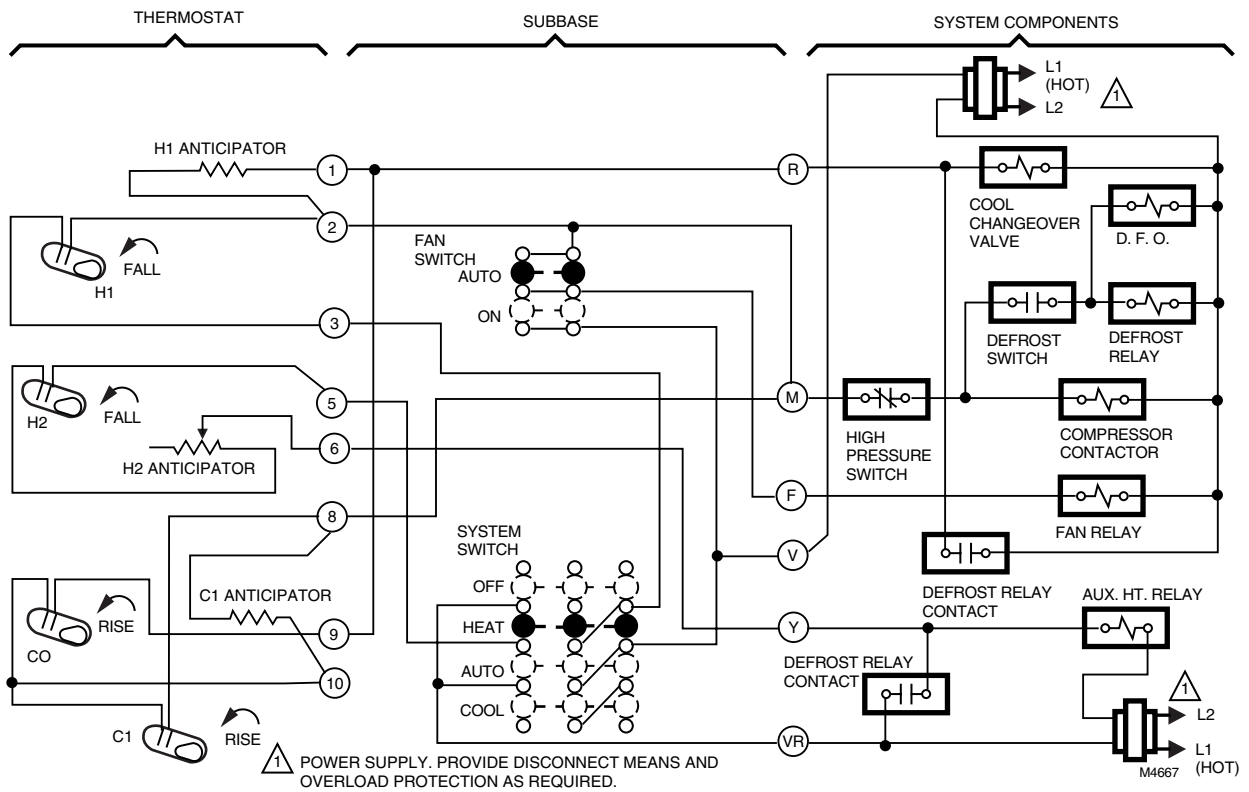 THERMOSTAT
SUBBASE
SYSTEM COMPONENTS
L1
(HOT)
L2
1
H1 ANTICIPATOR
1
R
COOL
CHANGEOVER
VALVE
D. F. O.
2
FAN
SWITCH
AUTO
ON
FALL
H1
3
DEFROST
SWITCH
DEFROST
RELAY
H2
FALL
5
M
HIGH
PRESSURE
SWITCH
COMPRESSOR
CONTACTOR
6
H2 ANTICIPATOR
F
FAN RELAY
8
SYSTEM
SWITCH
OFF
HEAT
AUTO
COOL
V
DEFROST RELAY
CONTACT
AUX. HT. RELAY
C1 ANTICIPATOR
CO
RISE
9
Y
DEFROST RELAY
CONTACT
10
C1
RISE
VR
1
L2
L1
(HOT)
M4667
1
POWER SUPPLY. PROVIDE DISCONNECT MEANS AND
OVERLOAD PROTECTION AS REQUIRED.